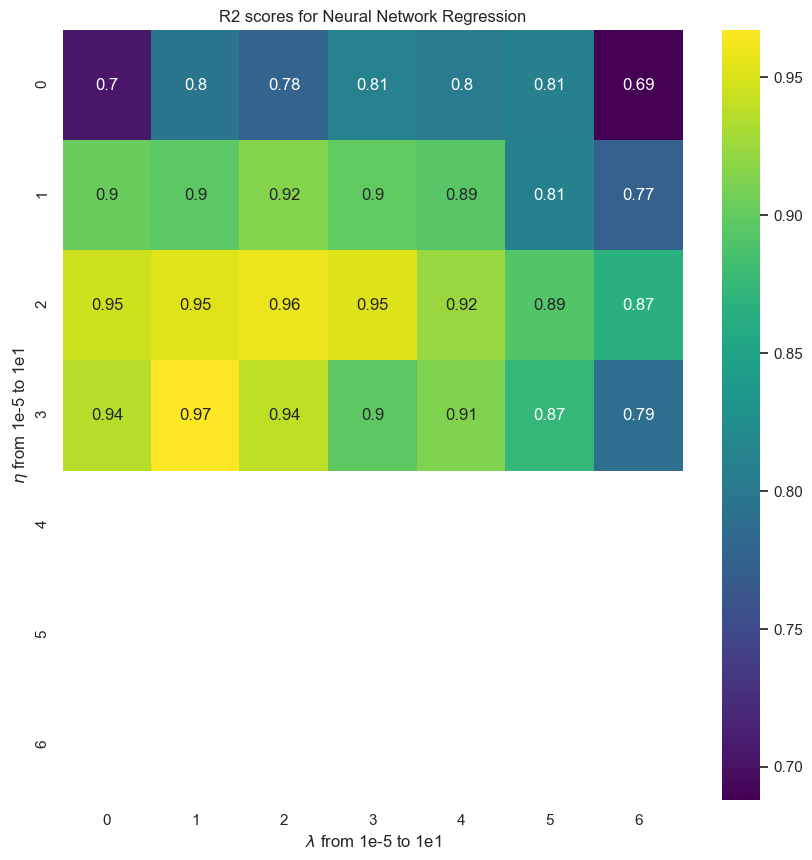 R2 scores for Neural Network Regression
0 0.7 0.8 0.78 0.81 0.8 0.81 0.69
1 0.9 0.9 0.92 0.9 0.89 0.81 0.77
2 0.95 0.95 0.96 0.95 0.92 0.89 0.87
3 0.94 0.97 0.94 0.9 0.91 0.87 0.79
4
5
6
η from 1e-5 to 1e1
0 1 2 3 4 5 6
λ from 1e-5 to 1e1
0.95
0.90
0.85
0.80
0.75
0.70